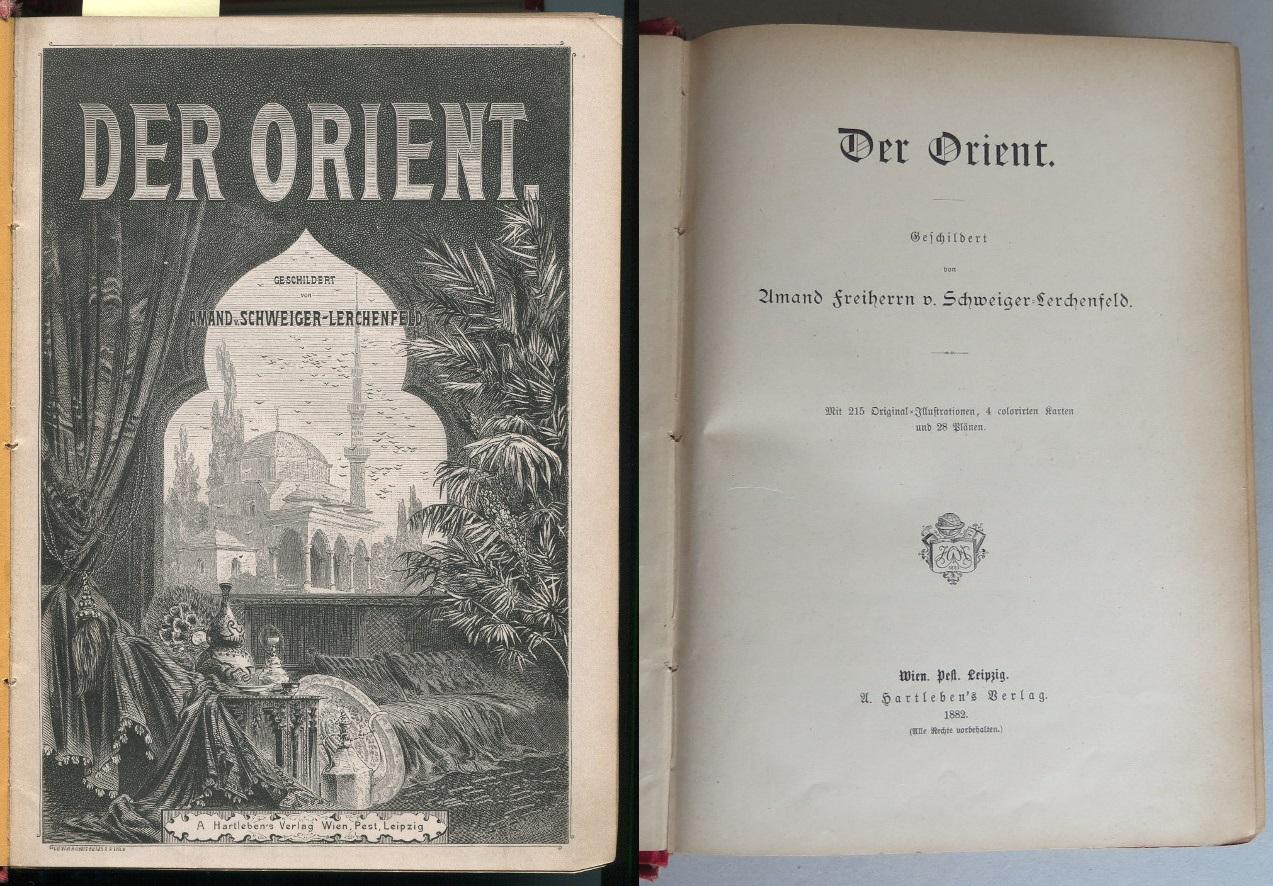 DER ORIENT.
GESCHILDERT
von
AMAND v. SCHWEIGER-LERCHENFELD
A. Hartleben's Verlag Wien, Pest, Leipzig
Der Orient.
Geschildert
von
Amand Freiherrn v. Schweiger-Lerchenfeld.
Mit 215 Original-Illustrationen, 4 colorirten Karten
und 28 Plänen.
Wien. Pest. Leipzig.
A. Hartleben's Verlag.
1882.
(Alle Rechte vorbehalten.)